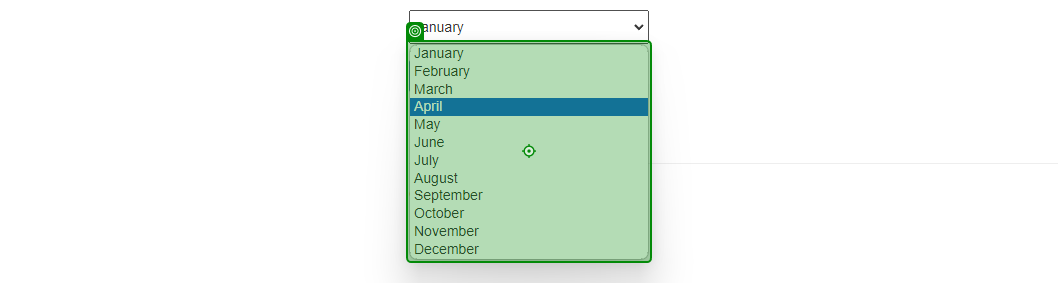 January
January
February
March
April
May
June
July
August
September
October
November
December